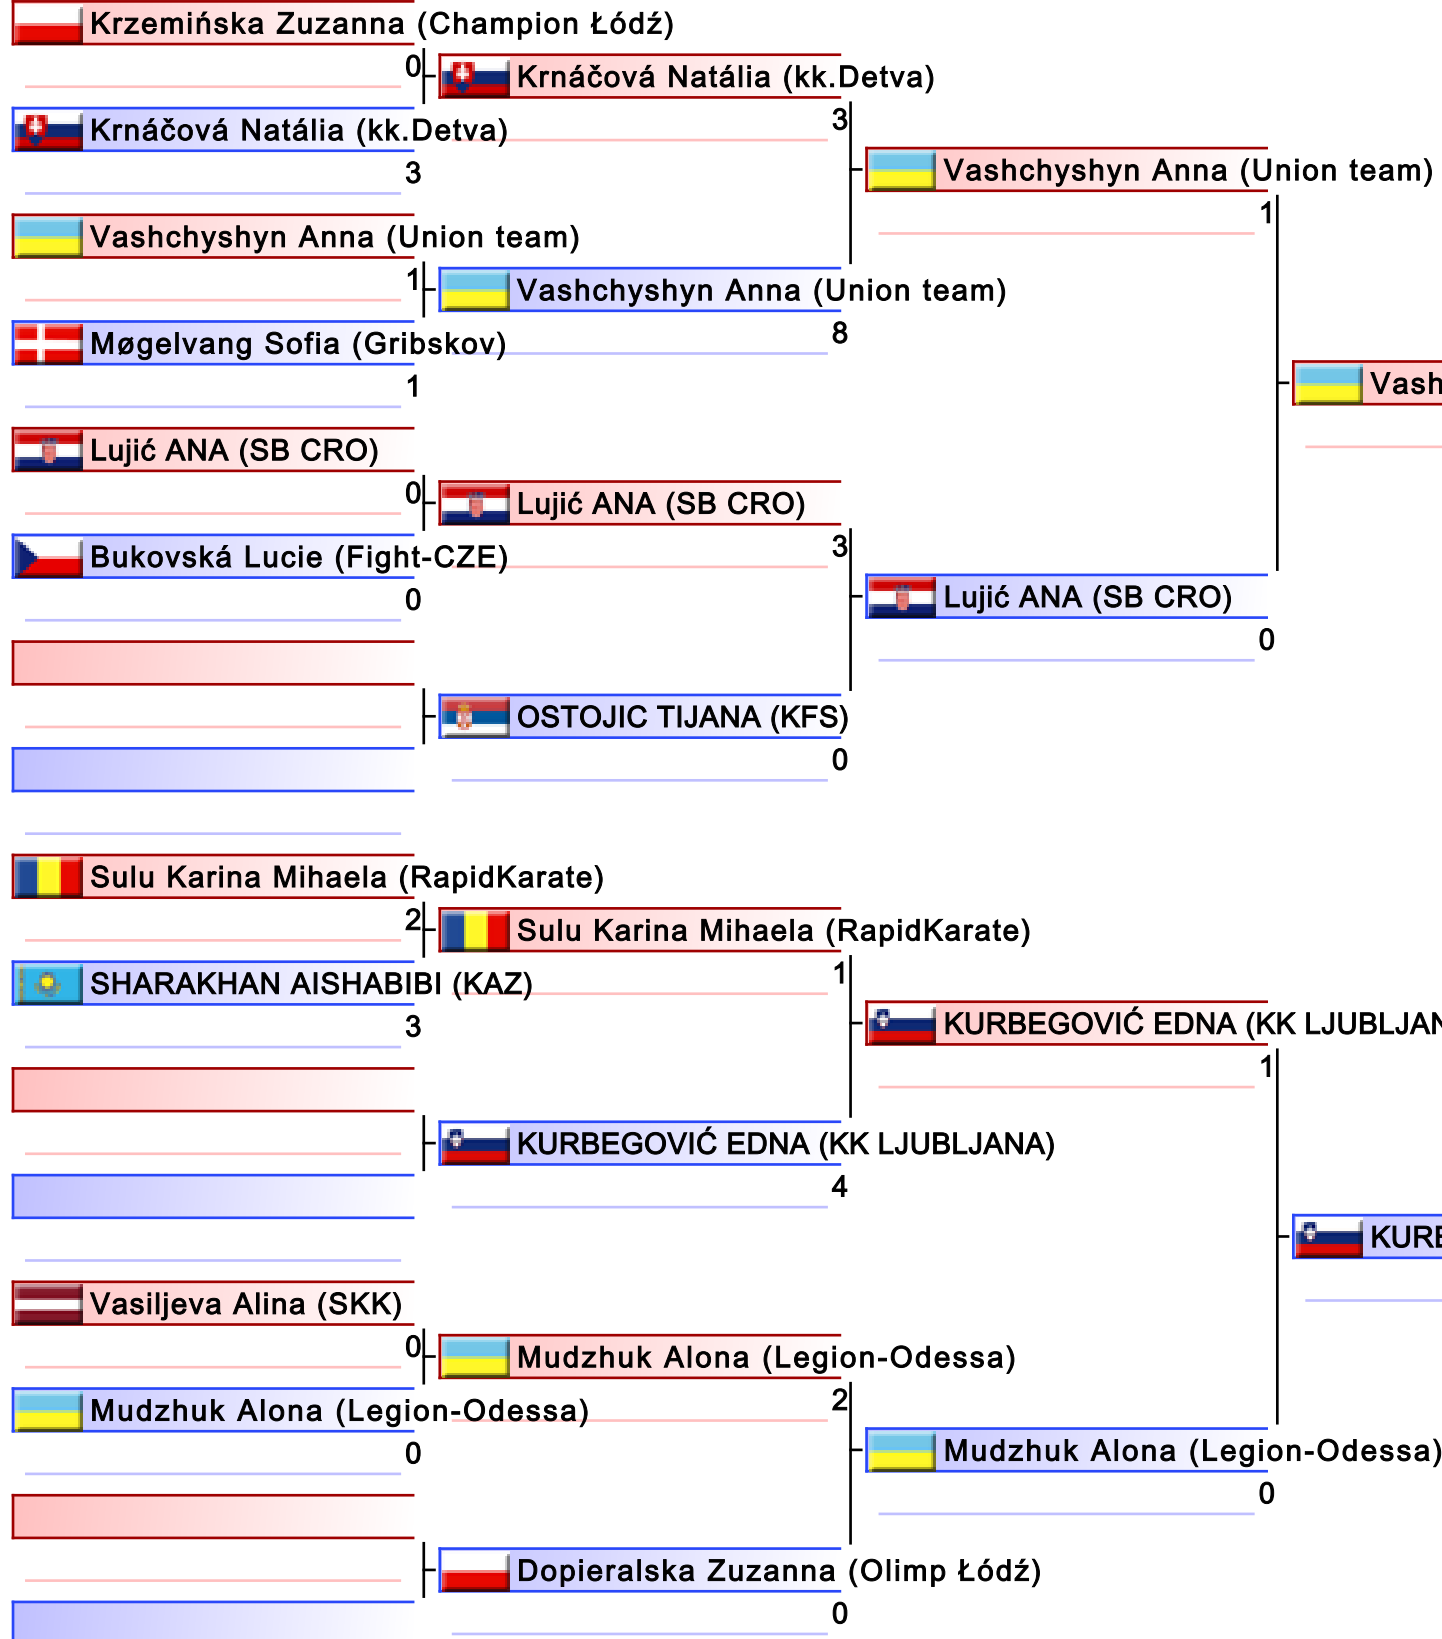 Krzemińska Zuzanna (Champion Łódź)
0
Krnáčová Natália (kk.Detva)
Krnáčová Natália (kk.Detva)
3
3
Vashchyshyn Anna (Union team)
1
Vashchyshyn Anna (Union team)
1
Vashchyshyn Anna (Union team)
8
Møgelvang Sofia (Gribskov)
1
Vash
Lujić ANA (SB CRO)
0
Lujić ANA (SB CRO)
3
Bukovská Lucie (Fight-CZE)
0
Lujić ANA (SB CRO)
0
OSTOJIC TIJANA (KFS)
0
Sulu Karina Mihaela (RapidKarate)
2
Sulu Karina Mihaela (RapidKarate)
1
SHARAKHAN AISHABIBI (KAZ)
3
KURBEGOVIĆ EDNA (KK LJUBLJAN
1
KURBEGOVIĆ EDNA (KK LJUBLJANA)
4
KURB
Vasiljeva Alina (SKK)
0
Mudzhuk Alona (Legion-Odessa)
2
Mudzhuk Alona (Legion-Odessa)
0
Mudzhuk Alona (Legion-Odessa)
0
Dopieralska Zuzanna (Olimp Łódź)
0